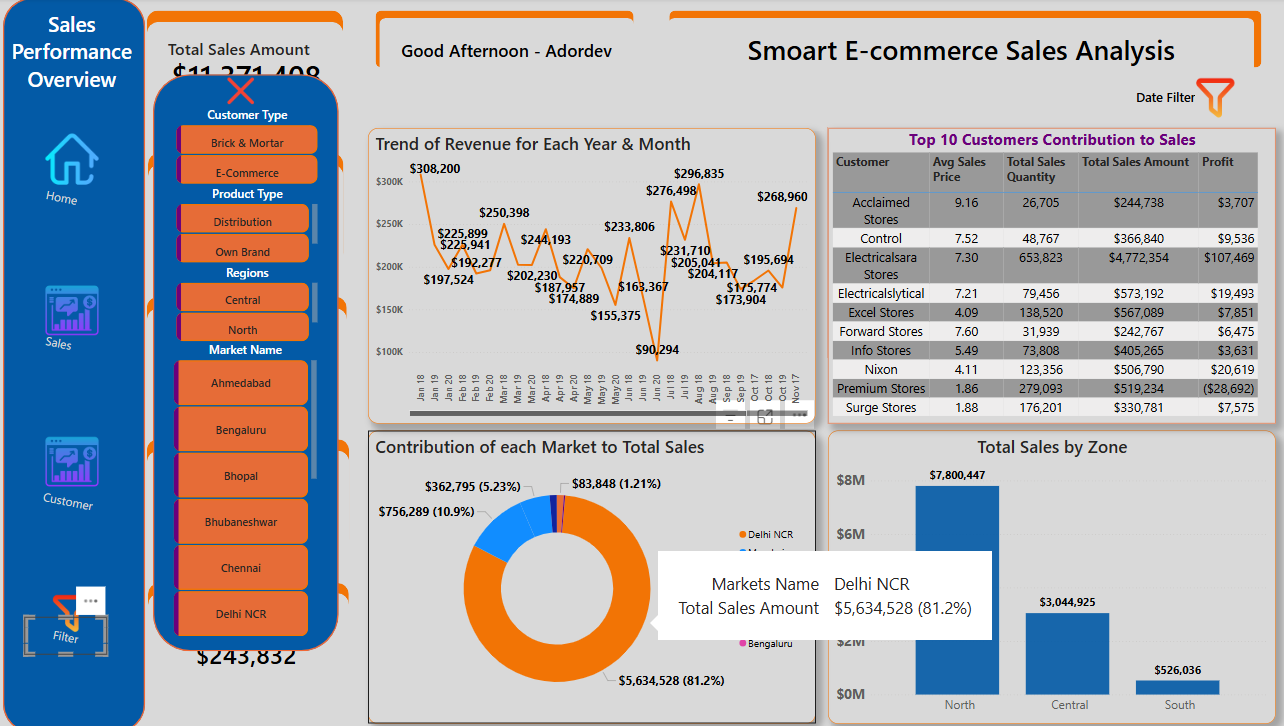 Sales
Performance
Overview
Home
Sales
Customer
Filter
Total Sales Amount
$11,371,408
Customer Type
Brick & Mortar
E-Commerce
Product Type
Distribution
Own Brand
Regions
Central
North
Market Name
Ahmedabad
Bengaluru
Bhopal
Bhubaneshwar
Chennai
Delhi NCR
$243,832
Good Afternoon - Adordev
Smoart E-commerce Sales Analysis
Date Filter
Trend of Revenue for Each Year & Month
$300K
$250K
$200K
$150K
$100K
$308,200
$225,899
$225,941
$197,524
$192,277
$250,398
$202,230
$244,193
$187,957
$174,889
$220,709
$155,375
$233,806
$163,367
$90,294
$276,498
$231,710
$296,835
$205,041
$204,117
$173,904
$175,774
$195,694
$268,960
Jan 18
Jan 19
Jan 20
Feb 18
Feb 19
Feb 20
Mar 18
Mar 19
Mar 20
Apr 18
Apr 19
Apr 20
May 18
May 19
May 20
Jun 18
Jun 19
Jun 20
Jul 18
Jul 19
Aug 18
Aug 19
Sep 18
Sep 19
Oct 17
Oct 18
Oct 19
Nov 17
Top 10 Customers Contribution to Sales
Customer Avg Sales Price Total Sales Quantity Total Sales Amount Profit
Acclaimed Stores 9.16 26,705 $244,738 $3,707
Control 7.52 48,767 $366,840 $9,536
Electricalsara Stores 7.30 653,823 $4,772,354 $107,469
Electricalslytical 7.21 79,456 $573,192 $19,493
Excel Stores 4.09 138,520 $567,089 $7,851
Forward Stores 7.60 31,939 $242,767 $6,475
Info Stores 5.49 73,808 $405,265 $3,631
Nixon 4.11 123,356 $506,790 $20,619
Premium Stores 1.86 279,093 $519,234 ($28,692)
Surge Stores 1.88 176,201 $330,781 $7,575
Contribution of each Market to Total Sales
$362,795 (5.23%)
$83,848 (1.21%)
$756,289 (10.9%)
$5,634,528 (81.2%)
Delhi NCR
Bengaluru
Markets Name Delhi NCR
Total Sales Amount $5,634,528 (81.2%)
Total Sales by Zone
$8M
$6M
$2M
$0M
$7,800,447
$3,044,925
$526,036
North
Central
South